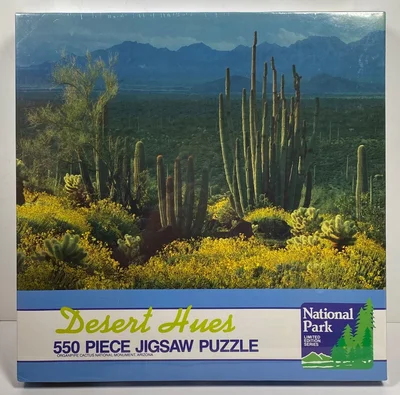 Desert Hues
550 PIECE JIGSAW PUZZLE
ORGANPIPE CACTUS NATIONAL MONUMENT, ARIZONA
National
Park
LIMITED
EDITION
SERIES